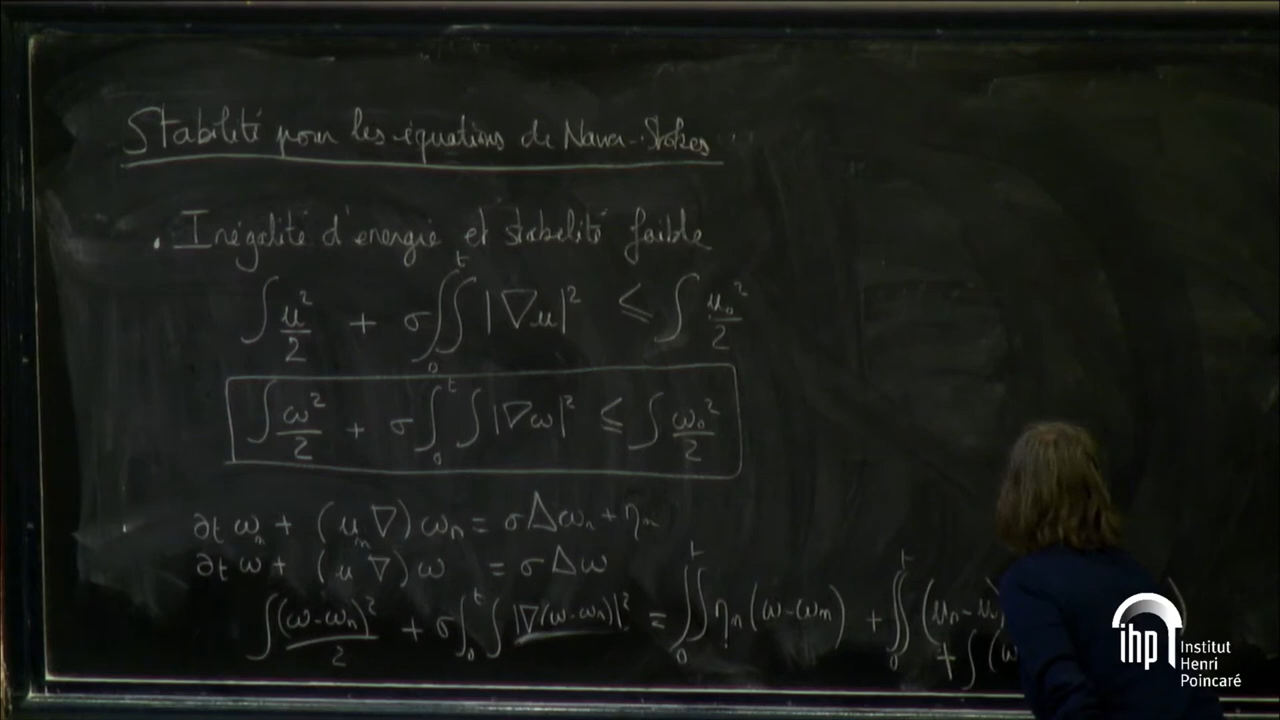 Stabilité pour les équations de Navier-Stokes
. Inégalité d'énergie et stabilité faible
∫ u²/2 + σ ∫₀ᵗ∫ |∇u|² ≤ ∫ u₀²/2
∫ ω²/2 + σ ∫₀ᵗ ∫ |∇ω|² ≤ ∫ ω₀²/2
∂t ωn + (un ∇) ωn = σ Δωn + ηn
∂t ω + (u ∇) ω = σ Δω
∫ (ω-ωn)²/2 + σ ∫₀ᵗ ∫ |∇(ω-ωn)|² = ∫₀ᵗ∫ ηn (ω-ωn) + ∫₀ᵗ∫ (un-u
+ ∫ (ω
ihp Institut
Henri
Poincaré